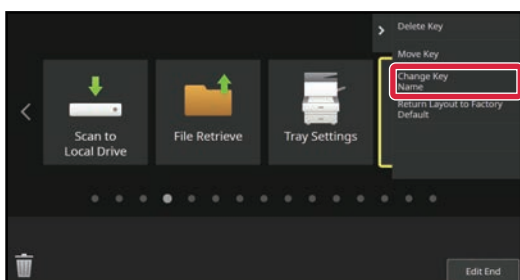 Delete Key
Move Key
Change Key
Name
Return Layout to Factory
Default
Scan to
Local Drive
File Retrieve
Tray Settings
Edit End